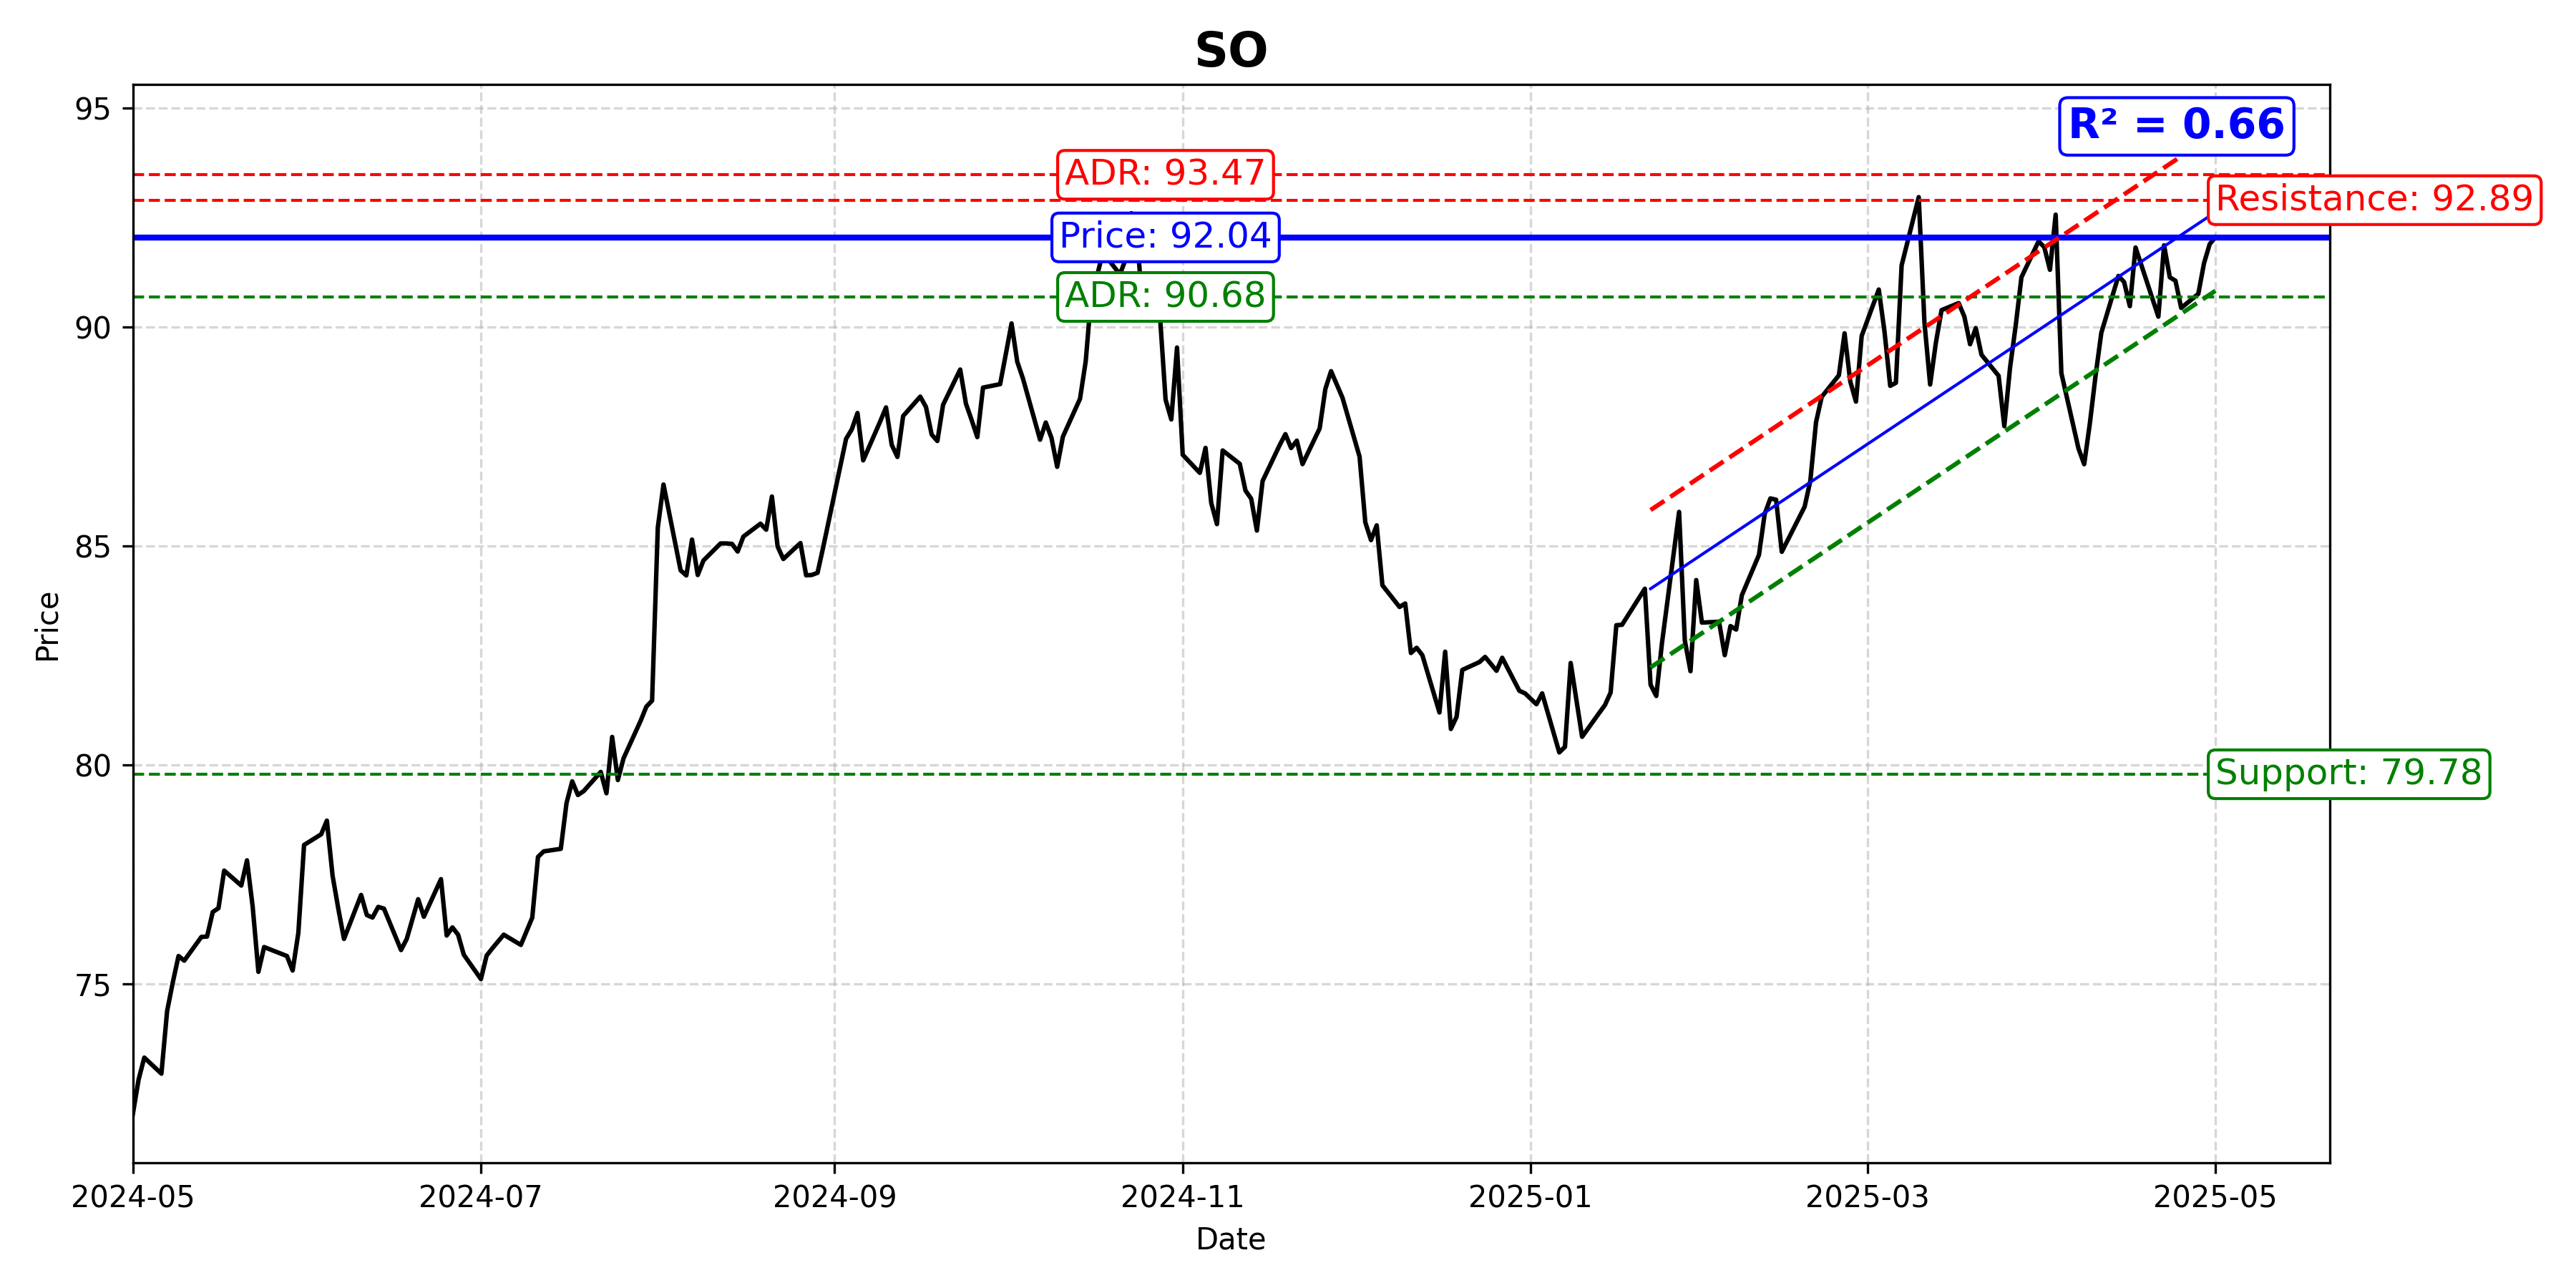 SO
95
R² = 0.66
ADR: 93.47
Resistance: 92.89
Price: 92.04
ADR: 90.68
90
85
Price
80
Support: 79.78
75
2024-05
2024-07
2024-09
2024-11
2025-01
2025-03
2025-05
Date